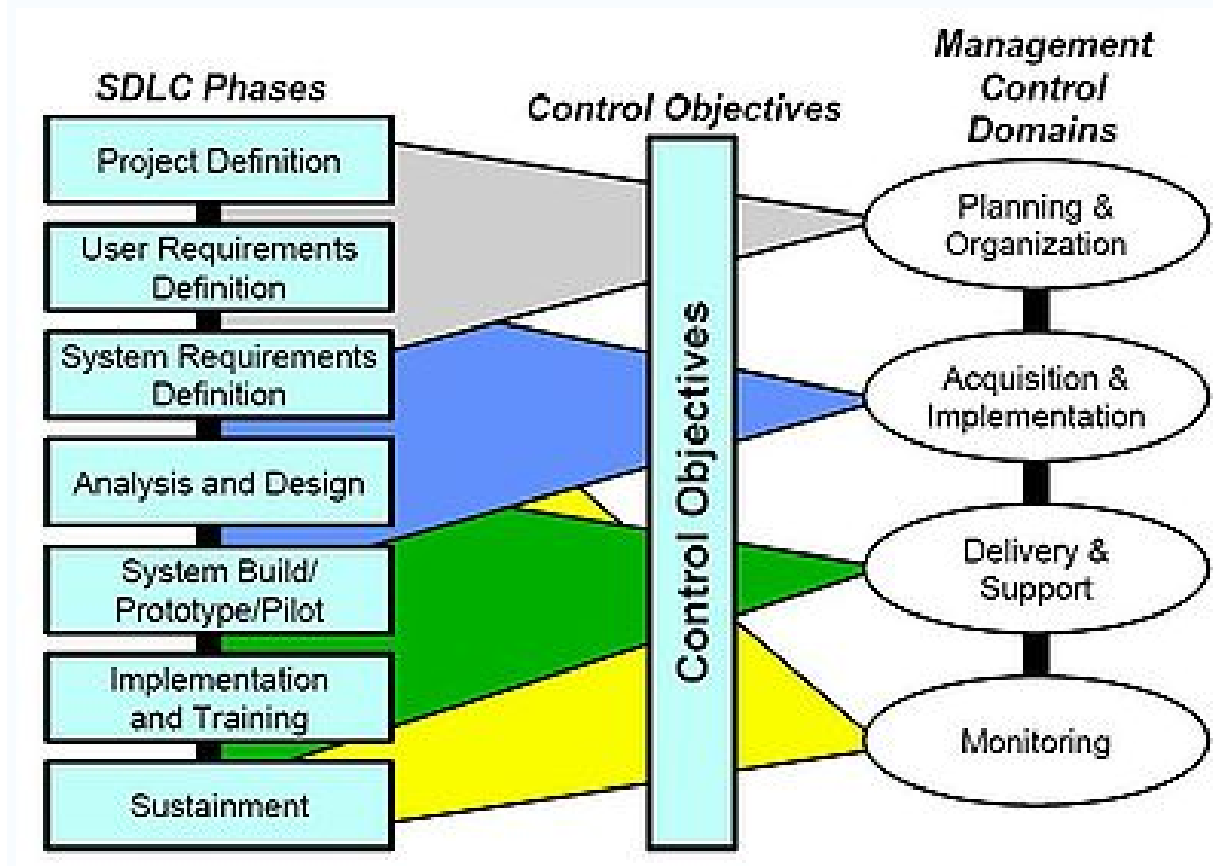 SDLC Phases
Project Definition
User Requirements
Definition
System Requirements
Definition
Analysis and Design
System Build/
Prototype/Pilot
Implementation
and Training
Sustainment
Control Objectives
Control Objectives
Management
Control
Domains
Planning &
Organization
Acquisition &
Implementation
Delivery &
Support
Monitoring